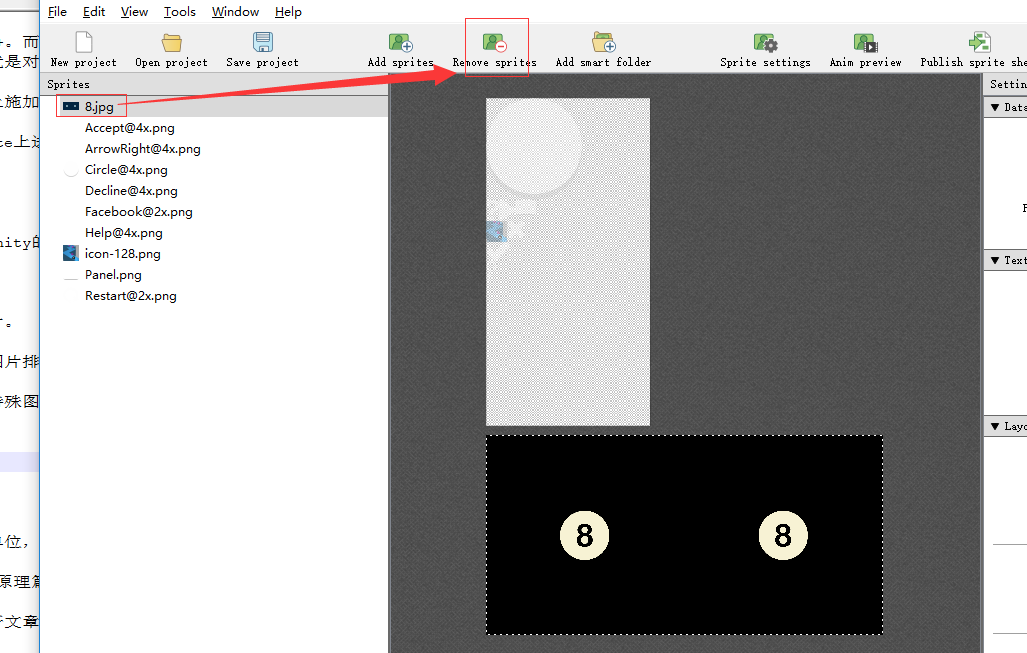 File Edit View Tools Window Help
New project Open project Save project Add sprites Remove sprites Add smart folder Sprite settings Anim preview Publish sprite she
Sprites
8.jpg
Accept@4x.png
ArrowRight@4x.png
Circle@4x.png
Decline@4x.png
Facebook@2x.png
Help@4x.png
icon-128.png
Panel.png
Restart@2x.png
8 8
Settin
Data
Text
Layo
。而
是对
施加
te上
nity的
。
片排
殊图
位，
原理篇
文章